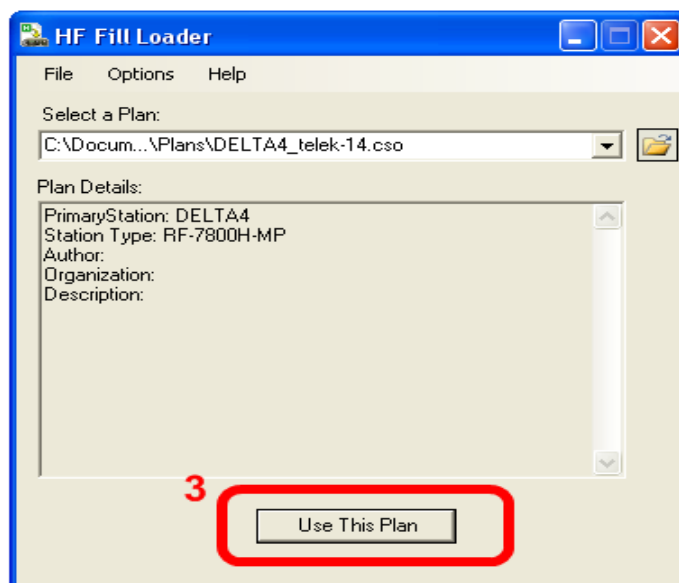 HF Fill Loader
File Options Help
Select a Plan:
C:\Docum...\Plans\DELTA4_telek-14.cso
Plan Details:
PrimaryStation: DELTA4
Station Type: RF-7800H-MP
Author:
Organization:
Description:
3
Use This Plan